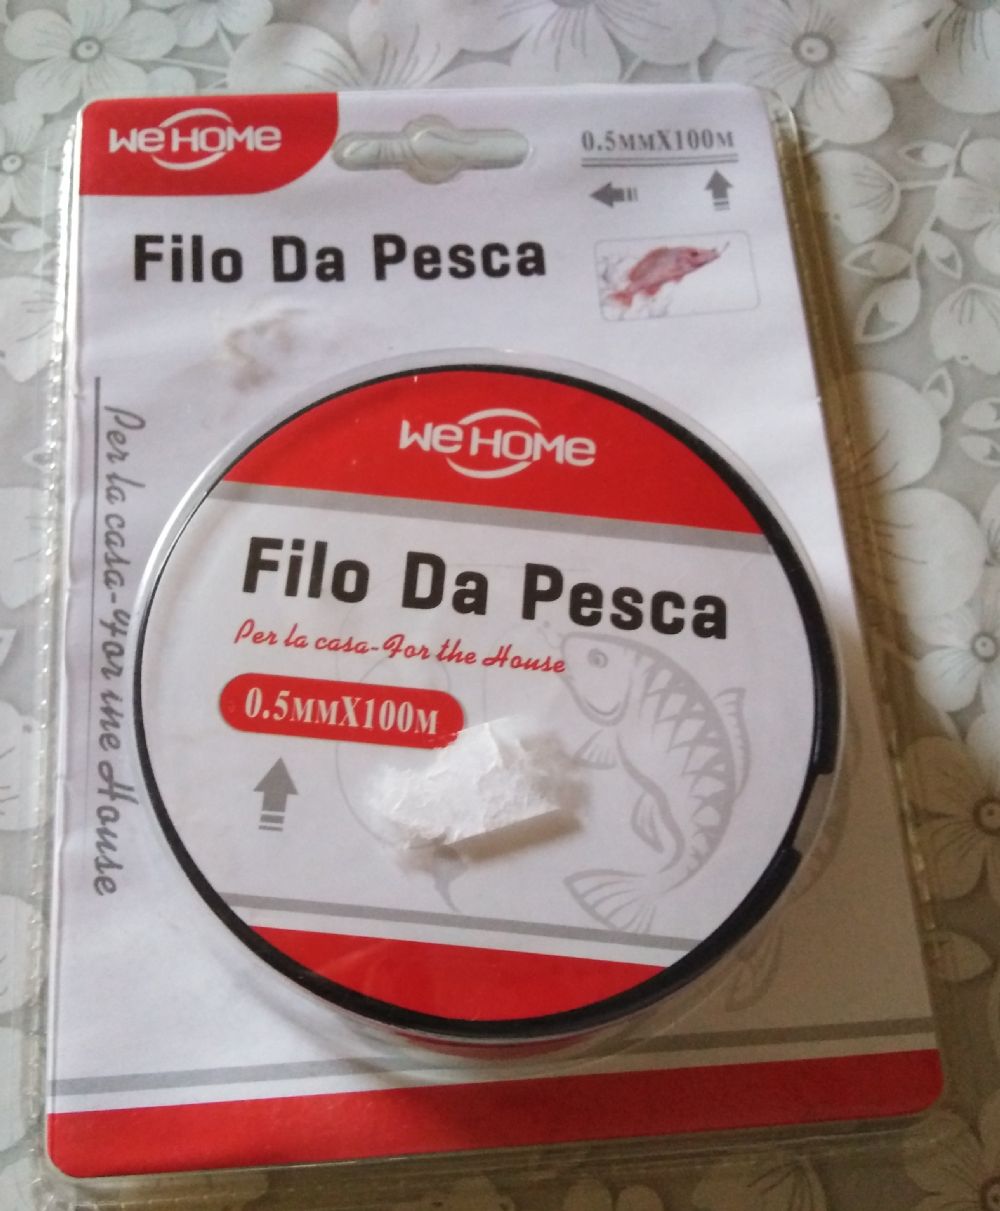 WeHOME
0.5MMX100M
Filo Da Pesca
Per la casa-For the House
WeHOME
Filo Da Pesca
Per la casa-For the House
0.5MMX100M